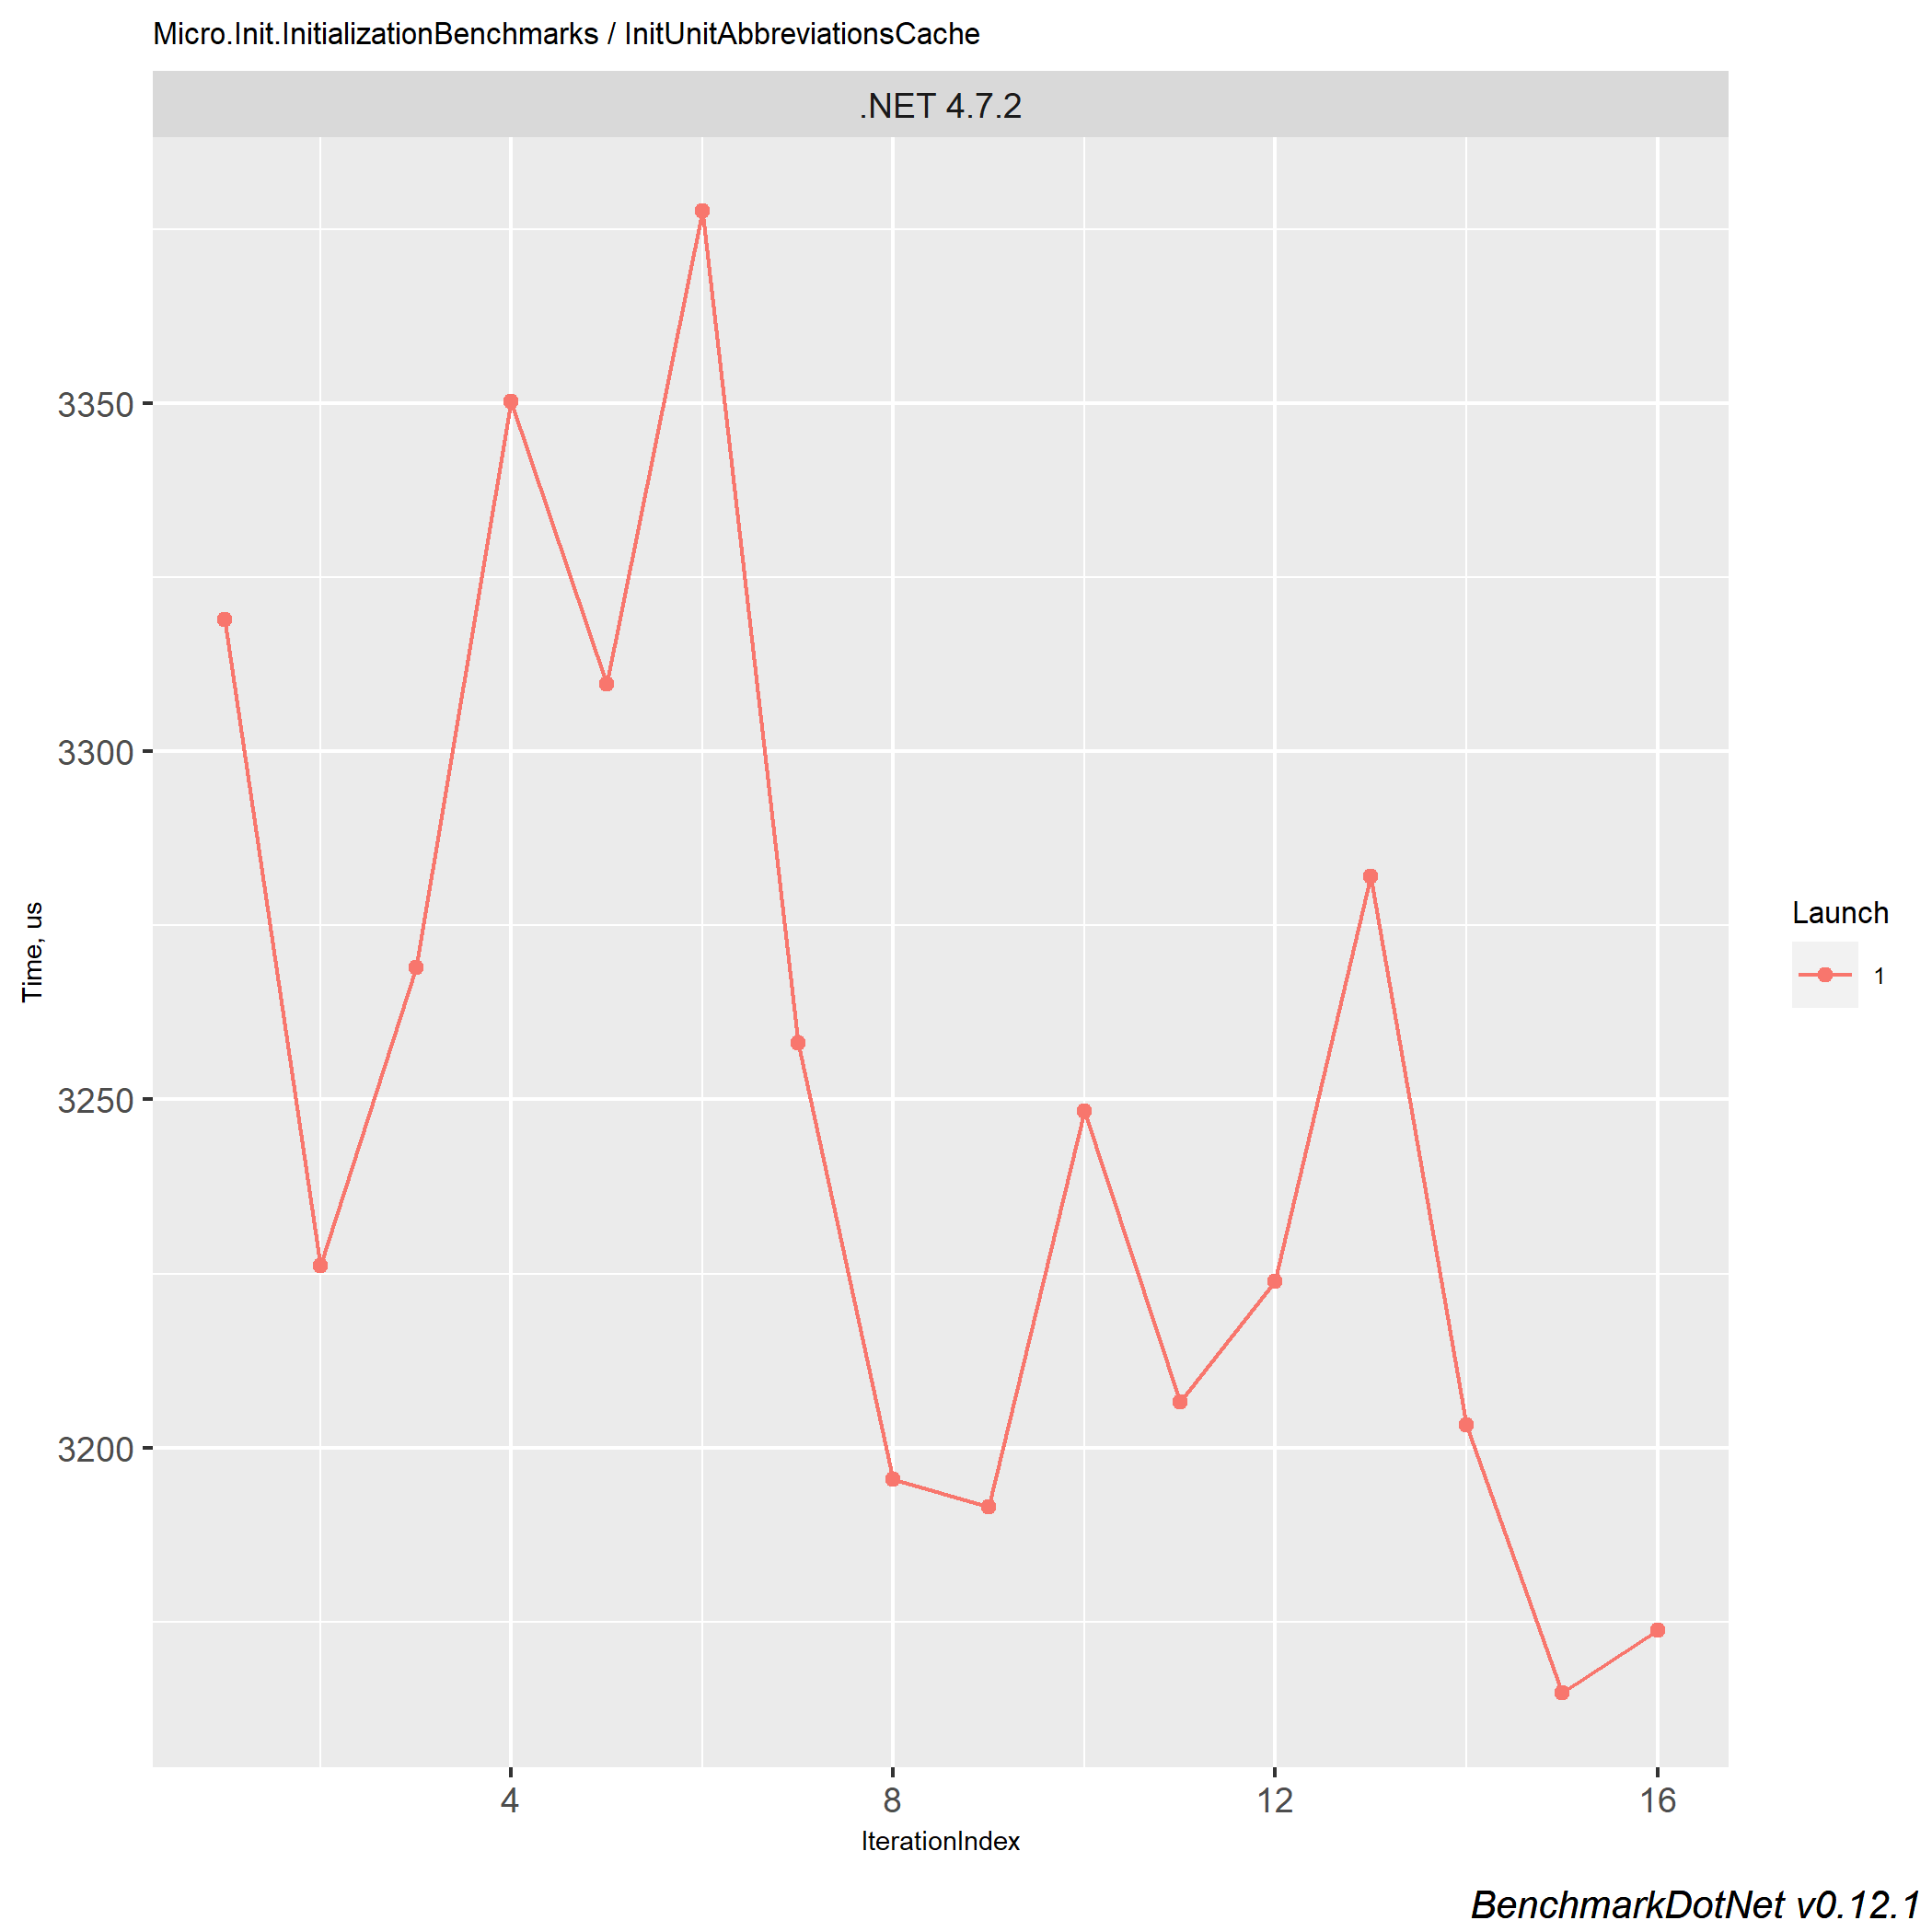 Micro.Init.InitializationBenchmarks / InitUnitAbbreviationsCache
.NET 4.7.2
3350
3300
3250
3200
Time, us
4
8
12
16
IterationIndex
Launch
1
BenchmarkDotNet v0.12.1